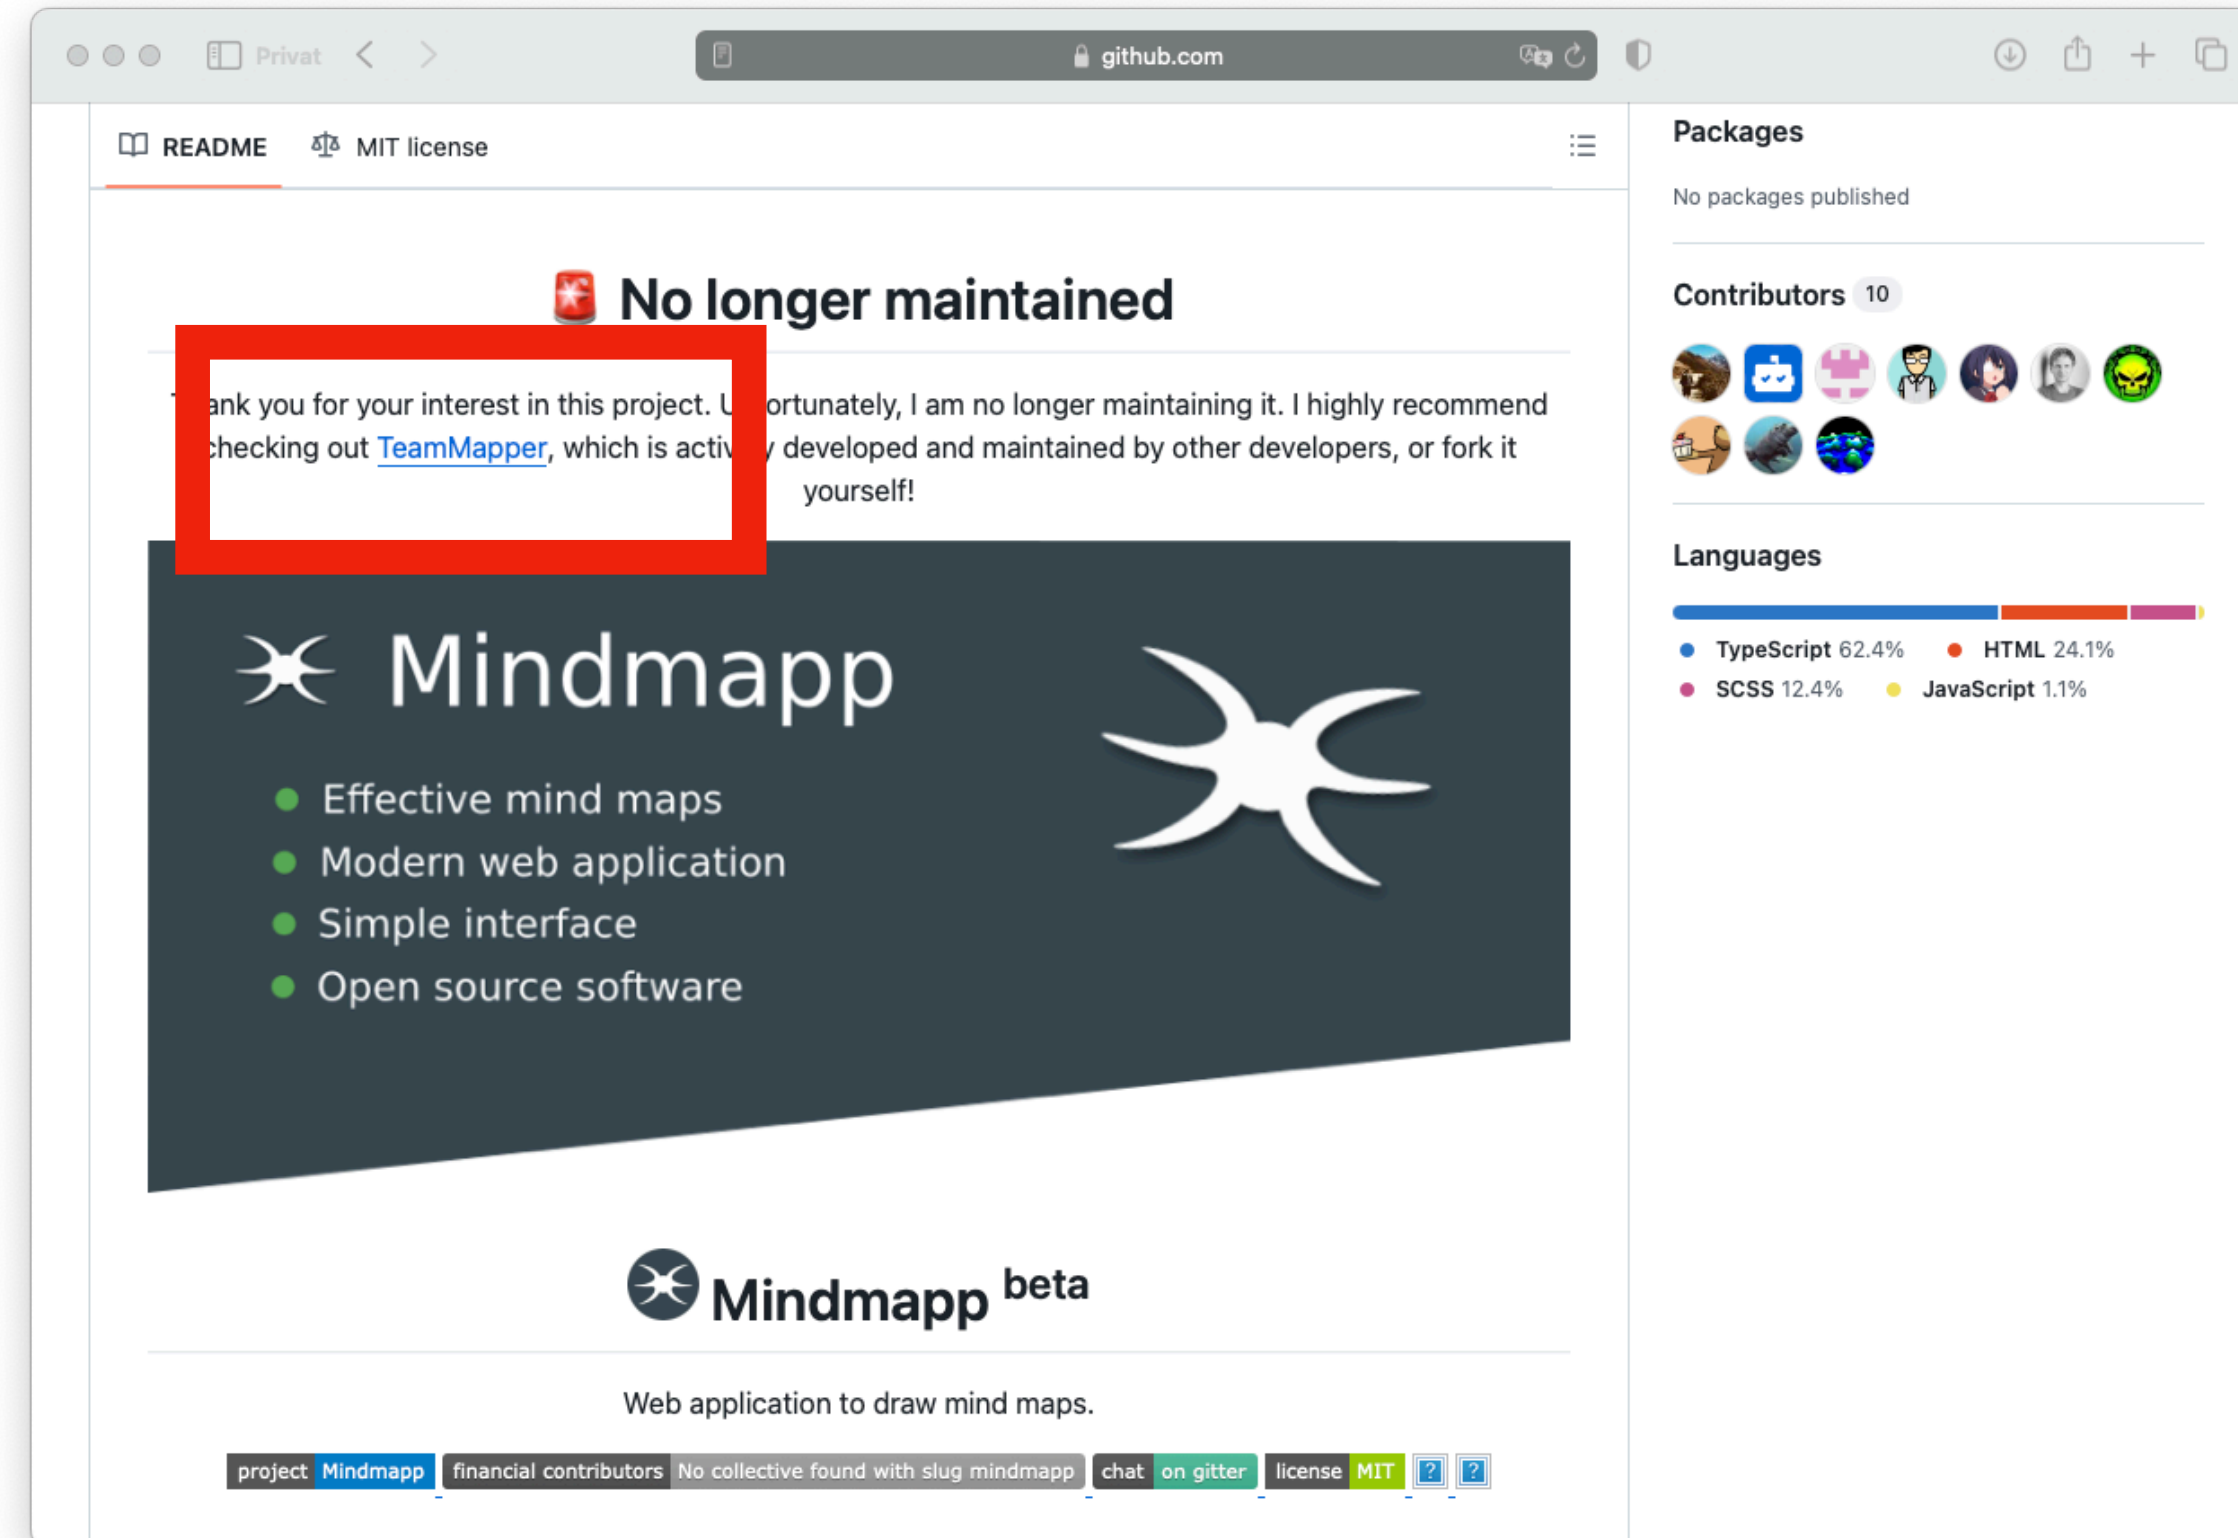 Privat
github.com
README
MIT license
No longer maintained
ank you for your interest in this project. U ortunately, I am no longer maintaining it. I highly recommend
checking out TeamMapper, which is activ y developed and maintained by other developers, or fork it
yourself!
Mindmapp
Effective mind maps
Modern web application
Simple interface
Open source software
Mindmapp beta
Web application to draw mind maps.
project Mindmapp financial contributors No collective found with slug mindmapp chat on gitter license MIT ? ?
Packages
No packages published
Contributors 10
Languages
TypeScript 62.4% HTML 24.1%
SCSS 12.4% JavaScript 1.1%